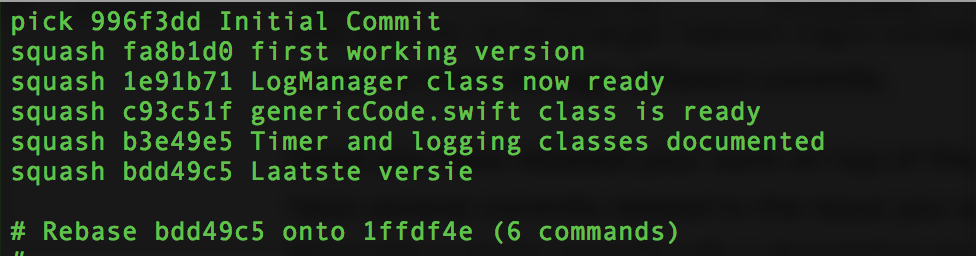 pick 996f3dd Initial Commit
squash fa8b1d0 first working version
squash 1e91b71 LogManager class now ready
squash c93c51f genericCode.swift class is ready
squash b3e49e5 Timer and logging classes documented
squash bdd49c5 Laatste versie
# Rebase bdd49c5 onto 1ffdf4e (6 commands)
#